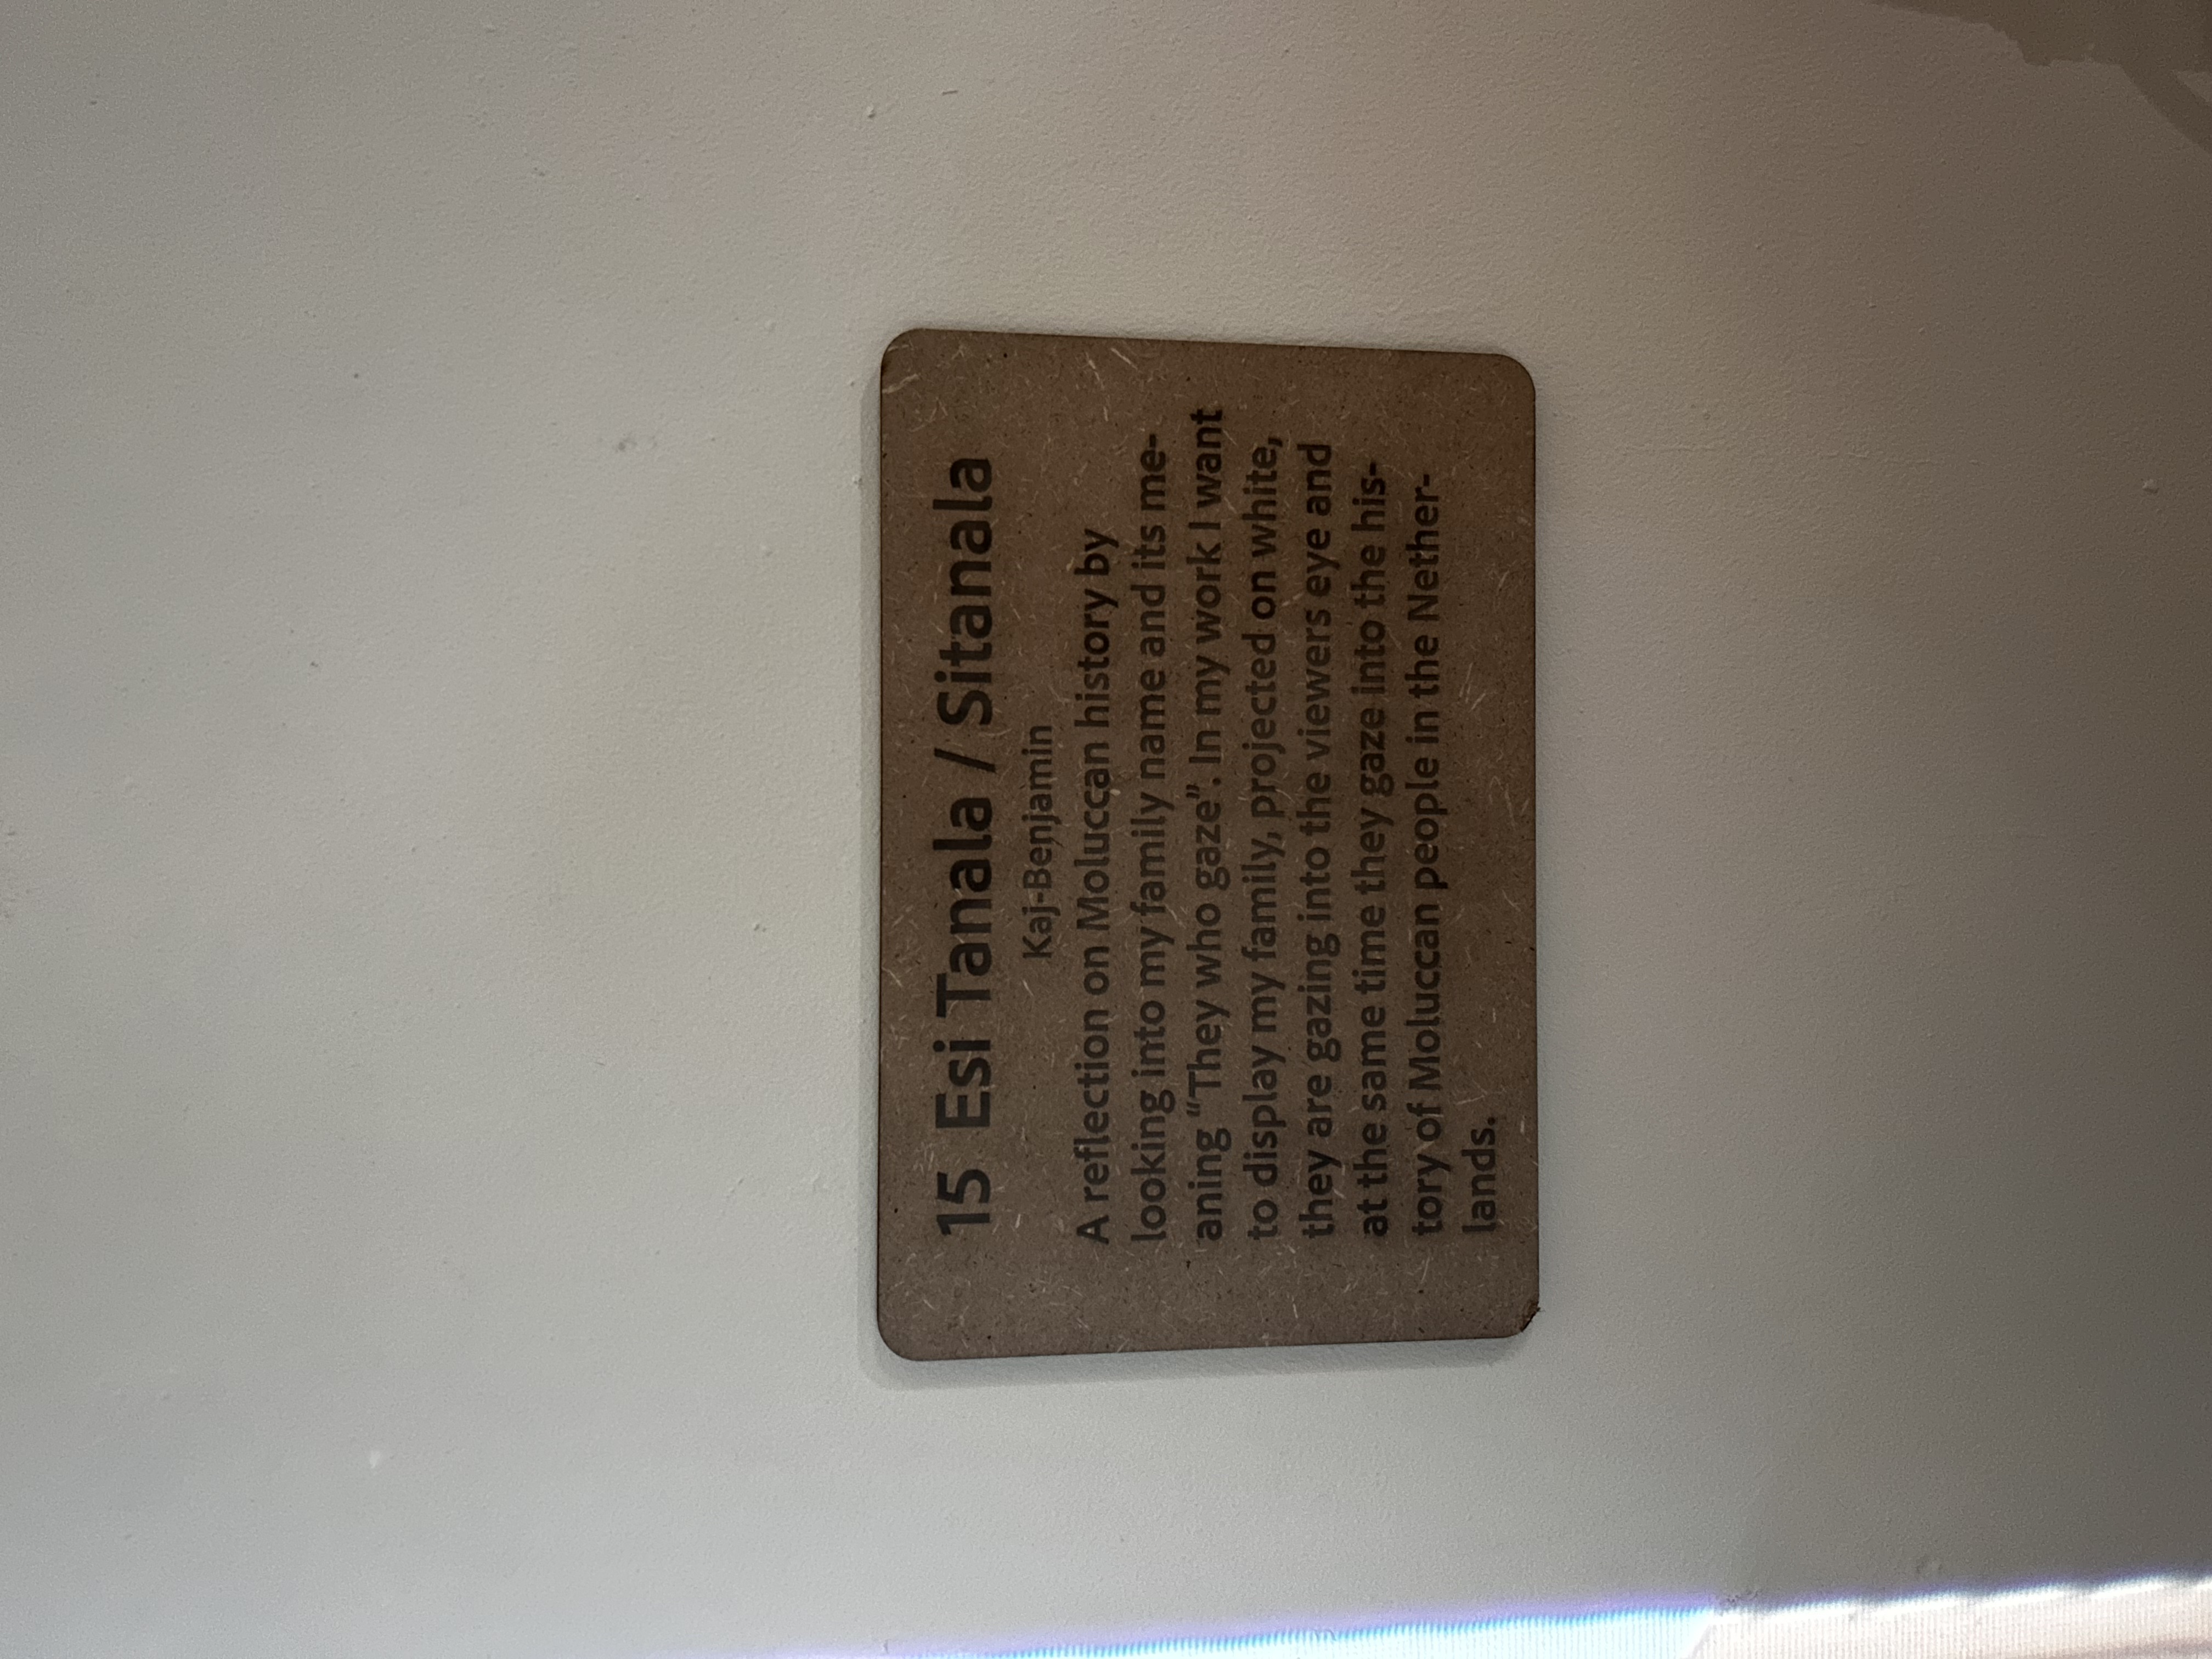 15 Esi Tanala / Sitanala
Kaj-Benjamin
A reflection on Moluccan history by
looking into my family name and its me-
aning “They who gaze”. In my work I want
to display my family, projected on white,
they are gazing into the viewers eye and
at the same time they gaze into the his-
tory of Moluccan people in the Nether-
lands.